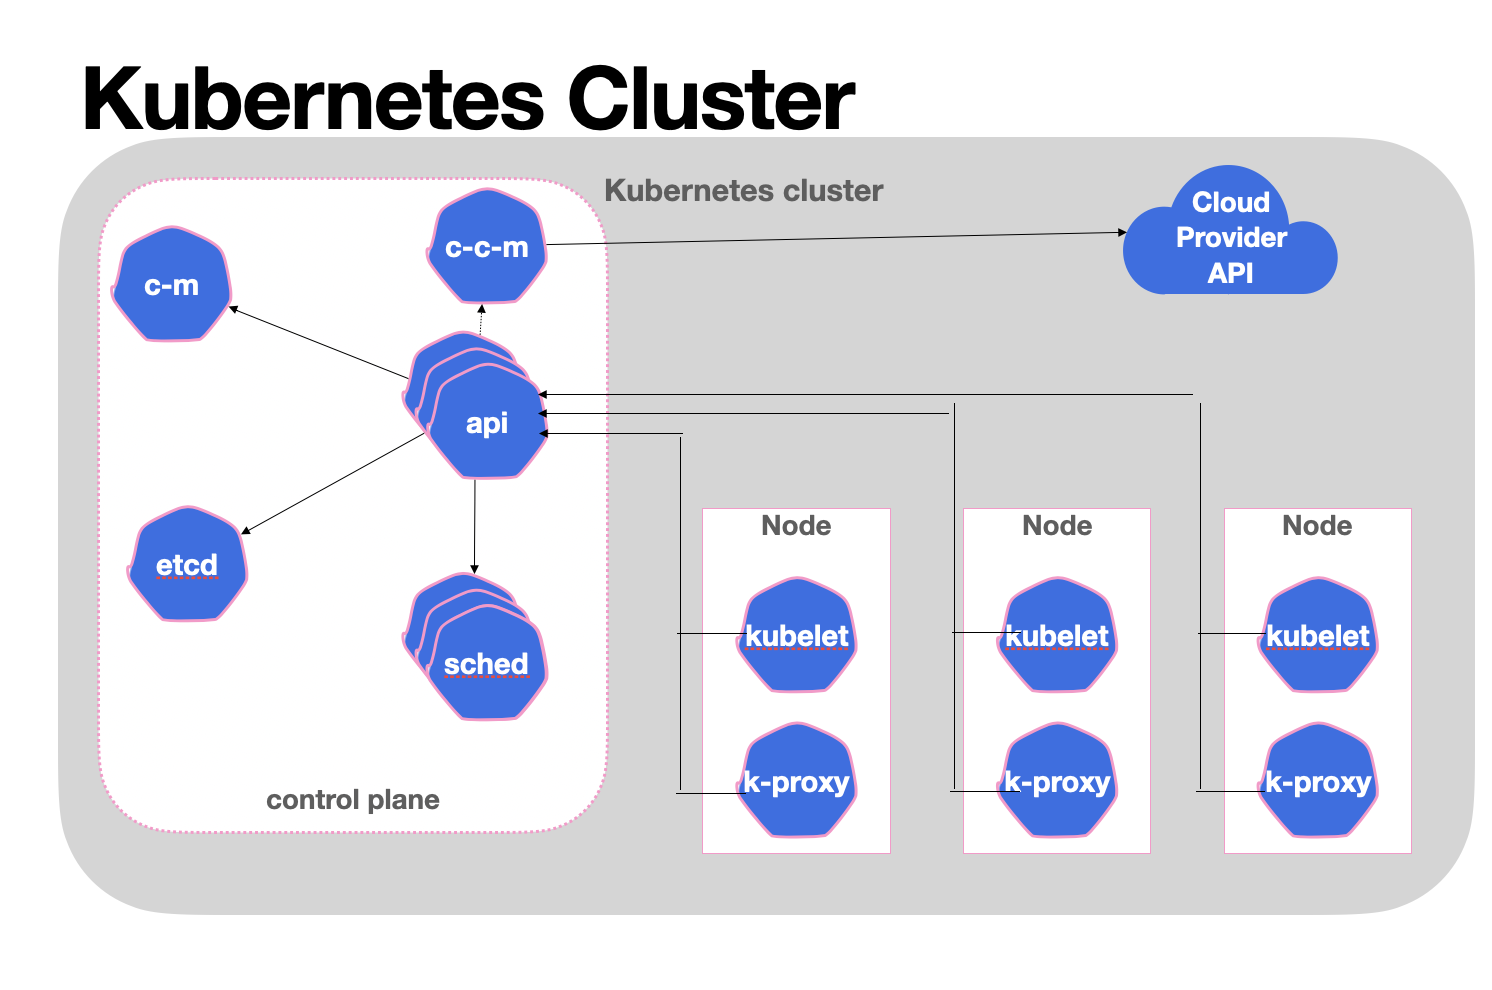 Kubernetes Cluster
Kubernetes cluster
Cloud
Provider
API
c-c-m
c-m
api
etcd
sched
control plane
Node
kubelet
k-proxy
Node
kubelet
k-proxy
Node
kubelet
k-proxy